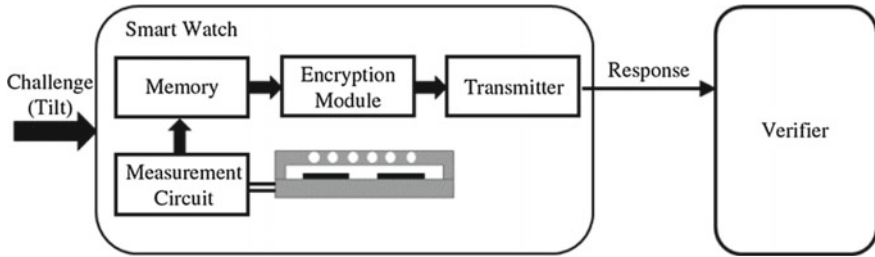 Smart Watch
Challenge
(Tilt)
Memory
Encryption
Module
Transmitter
Response
Verifier
Measurement
Circuit